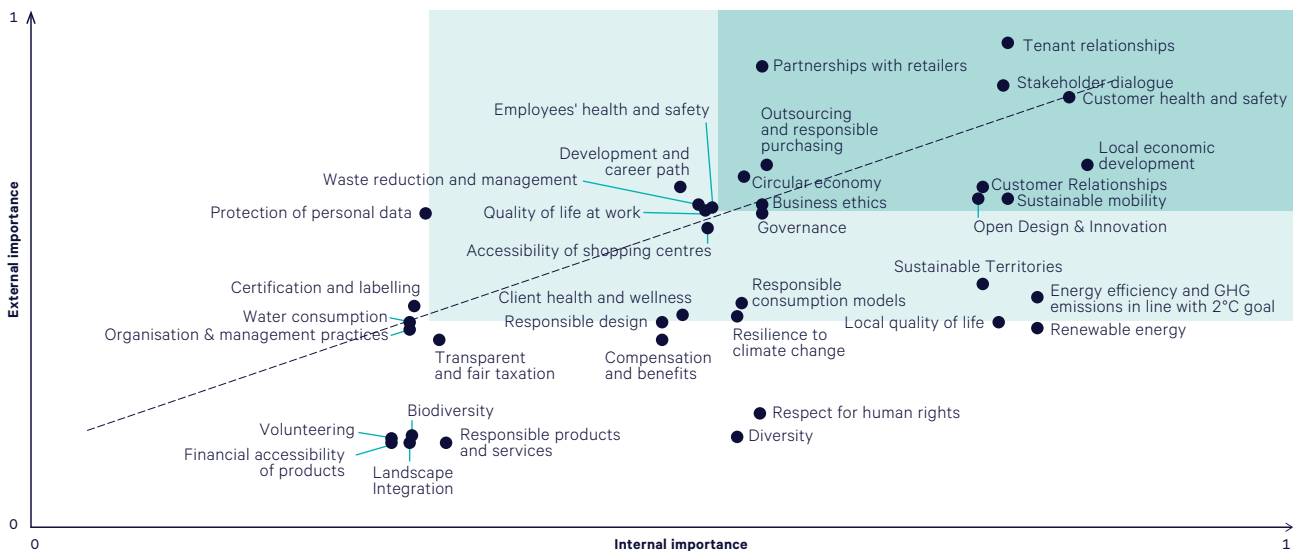 1
Tenant relationships
Partnerships with retailers
Stakeholder dialogue
Customer health and safety
Employees' health and safety
Outsourcing
and responsible
purchasing
Development and
career path
Local economic
development
Waste reduction and management
Circular economy
Customer Relationships
Protection of personal data
Quality of life at work
Business ethics
Sustainable mobility
Governance
Open Design & Innovation
Accessibility of shopping centres
Sustainable Territories
Certification and labelling
Client health and wellness
Responsible
consumption models
Energy efficiency and GHG
emissions in line with 2°C goal
Water consumption
Responsible design
Local quality of life
Renewable energy
Organisation & management practices
Resilience to
climate change
Transparent
and fair taxation
Compensation
and benefits
Biodiversity
Respect for human rights
Volunteering
Responsible products
and services
Diversity
Financial accessibility
of products
Landscape
Integration
External importance
0
0
Internal importance
1